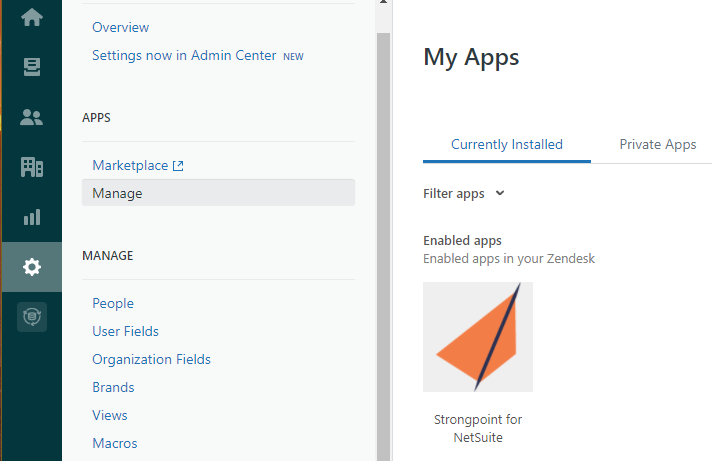 Overview
Settings now in Admin Center NEW
APPS
Marketplace
Manage
MANAGE
People
User Fields
Organization Fields
Brands
Views
Macros
My Apps
Currently Installed
Private Apps
Filter apps
Enabled apps
Enabled apps in your Zendesk
Strongpoint for
NetSuite